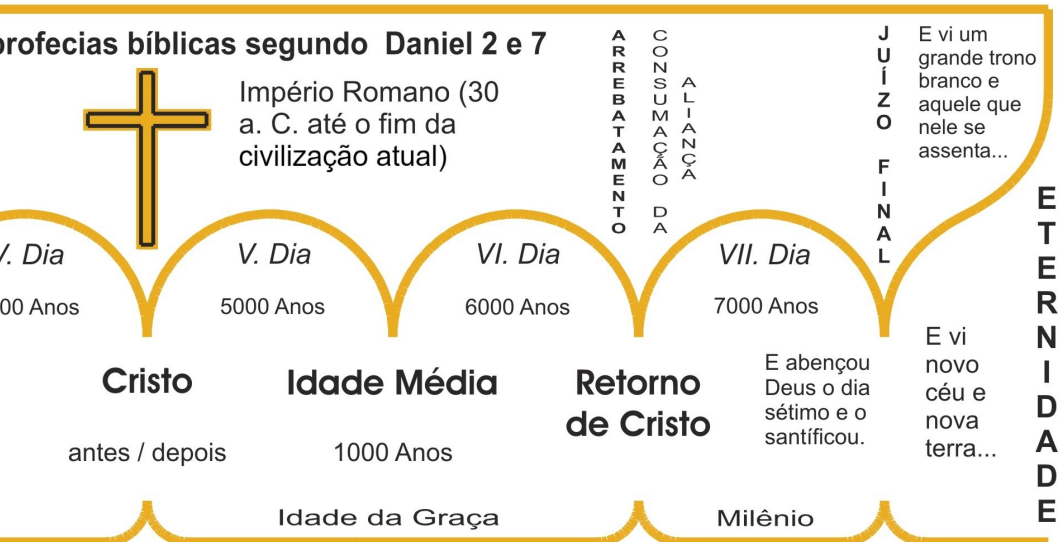 profecias bíblicas segundo Daniel 2 e 7
Império Romano (30
a. C. até o fim da
civilização atual)
ARREBATAMENTO
CONSUMAÇÃO DA
ALIANÇA
JUÍZO FINAL
E vi um
grande trono
branco e
aquele que
nele se
assenta...
ETERNIDADE
V. Dia
V. Dia
VI. Dia
VII. Dia
00 Anos
5000 Anos
6000 Anos
7000 Anos
Cristo
antes / depois
Idade Média
1000 Anos
Retorno
de Cristo
E abençou
Deus o dia
sétimo e o
santíficou.
E vi
novo
céu e
nova
terra...
Idade da Graça
Milênio